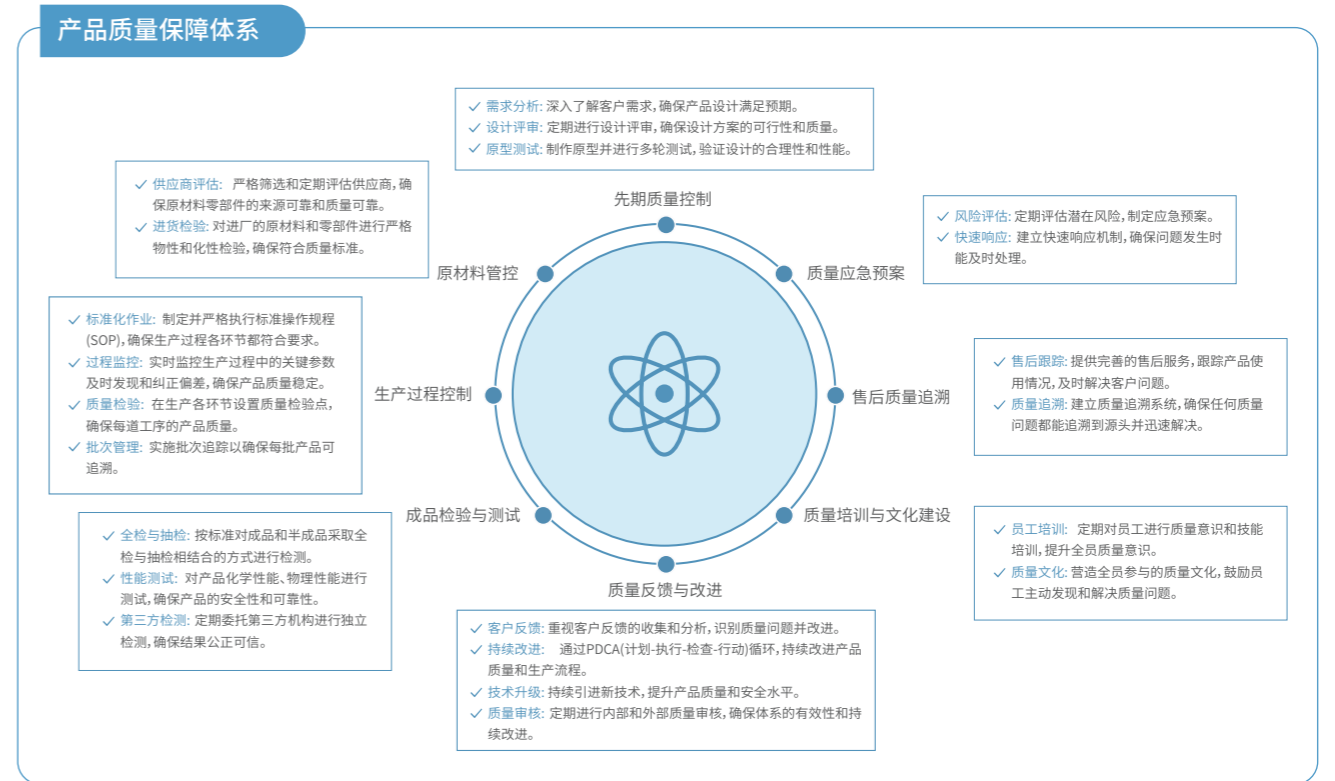 产品质量保障体系
✓ 需求分析: 深入了解客户需求,确保产品设计满足预期。
✓ 设计评审: 定期进行设计评审,确保设计方案的可行性和质量。
✓ 原型测试: 制作原型并进行多轮测试,验证设计的合理性和性能。
先期质量控制
✓ 供应商评估: 严格筛选和定期评估供应商,确
保原材料零部件的来源可靠和质量可靠。
✓ 进货检验: 对进厂的原材料和零部件进行严格
物性和化性检验,确保符合质量标准。
原材料管控
✓ 风险评估: 定期评估潜在风险,制定应急预案。
✓ 快速响应: 建立快速响应机制,确保问题发生时
能及时处理。
质量应急预案
✓ 标准化作业: 制定并严格执行标准操作规程
(SOP),确保生产过程各环节都符合要求。
✓ 过程监控: 实时监控生产过程中的关键参数
及时发现和纠正偏差,确保产品质量稳定。
✓ 质量检验: 在生产各环节设置质量检验点,
确保每道工序的产品质量。
✓ 批次管理: 实施批次追踪以确保每批产品可
追溯。
生产过程控制
✓ 售后跟踪: 提供完善的售后服务,跟踪产品使
用情况,及时解决客户问题。
✓ 质量追溯: 建立质量追溯系统,确保任何质量
问题都能追溯到源头并迅速解决。
售后质量追溯
成品检验与测试
✓ 全检与抽检: 按标准对成品和半成品采取全
检与抽检相结合的方式进行检测。
✓ 性能测试: 对产品化学性能、物理性能进行
测试,确保产品的安全性和可靠性。
✓ 第三方检测: 定期委托第三方机构进行独立
检测,确保结果公正可信。
质量培训与文化建设
✓ 员工培训: 定期对员工进行质量意识和技能
培训,提升全员质量意识。
✓ 质量文化: 营造全员参与的质量文化,鼓励员
工主动发现和解决质量问题。
质量反馈与改进
✓ 客户反馈: 重视客户反馈的收集和分析,识别质量问题并改进。
✓ 持续改进: 通过PDCA(计划-执行-检查-行动)循环,持续改进产品
质量和生产流程。
✓ 技术升级: 持续引进新技术,提升产品质量和安全水平。
✓ 质量审核: 定期进行内部和外部质量审核,确保体系的有效性和持
续改进。